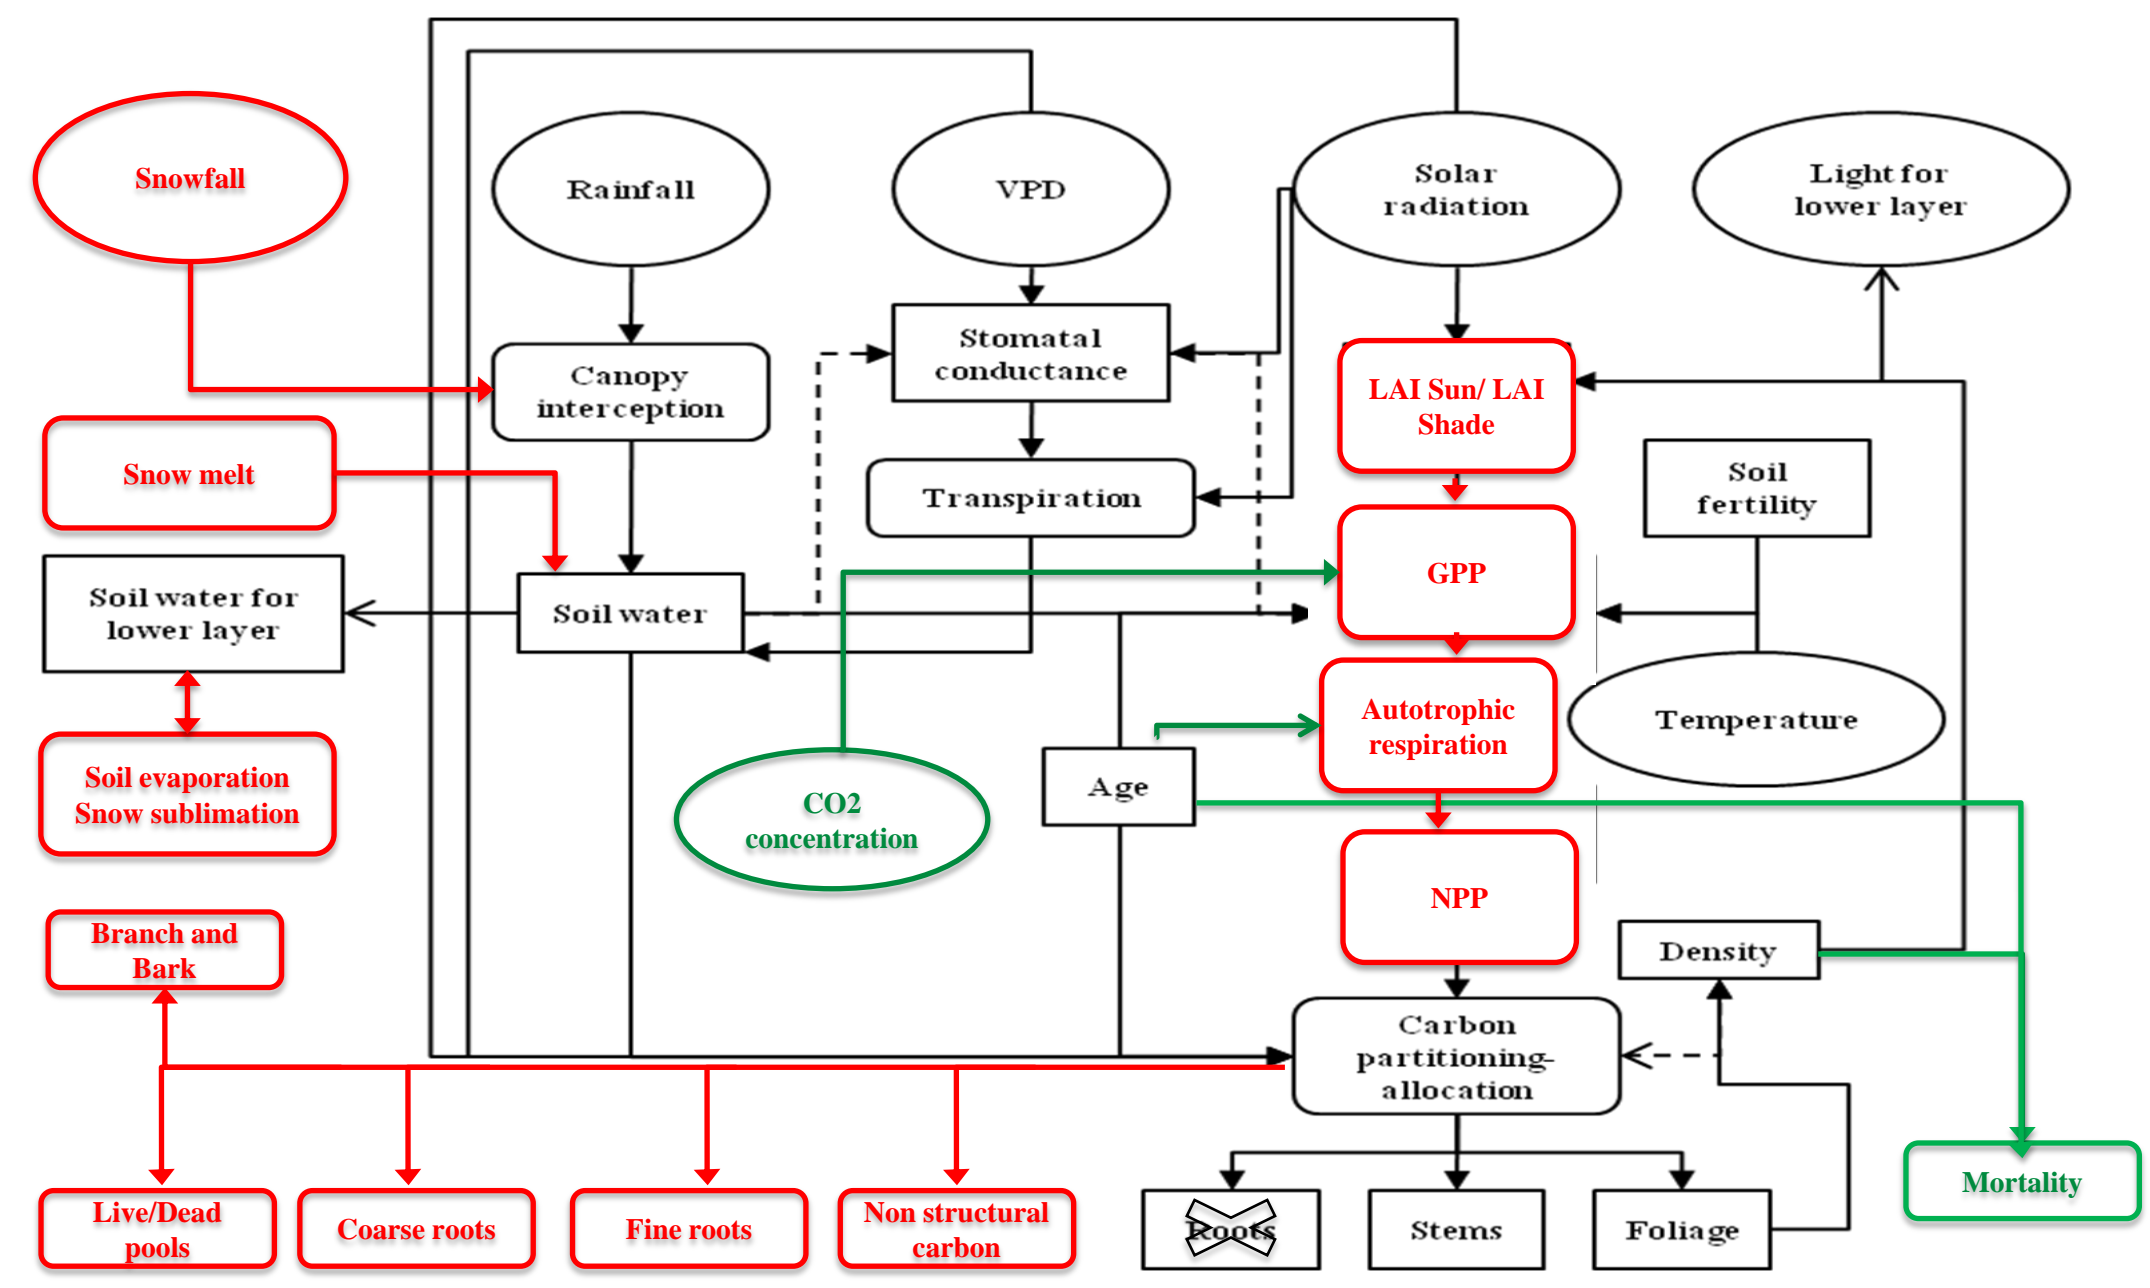 Snowfall
Rainfall
VPD
Solar
radiation
Light for
lower layer
Stomatal
conductance
Canopy
interception
LAI Sun/ LAI
Shade
Snow melt
Transpiration
Soil
fertility
GPP
Soil water for
lower layer
Soil water
Autotrophic
respiration
Temperature
Soil evaporation
Snow sublimation
CO2
concentration
Age
NPP
Branch and
Bark
Density
Carbon
partitioning-
allocation
Mortality
Live/Dead
pools
Coarse roots
Fine roots
Non structural
carbon
Roots
Stems
Foliage